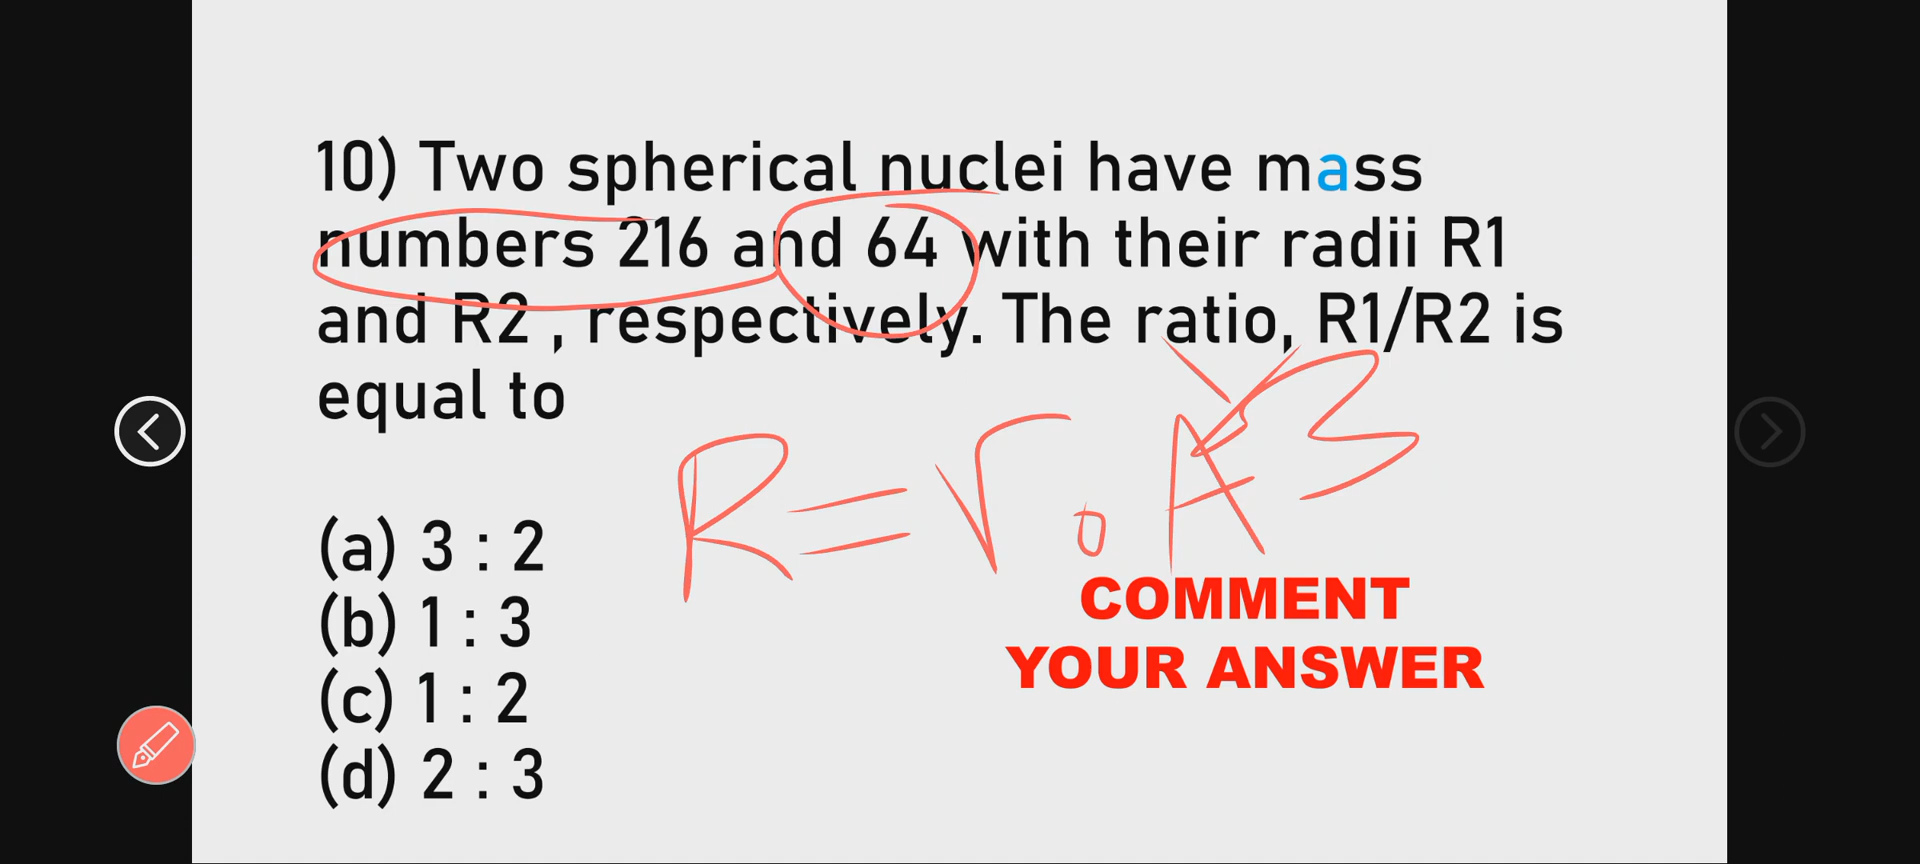 10) Two spherical nuclei have mass
numbers 216 and 64 with their radii R1
and R2 , respectively. The ratio, R1/R2 is
equal to
R = r₀ A
3
(a) 3 : 2
(b) 1 : 3
(c) 1 : 2
(d) 2 : 3
COMMENT
YOUR ANSWER